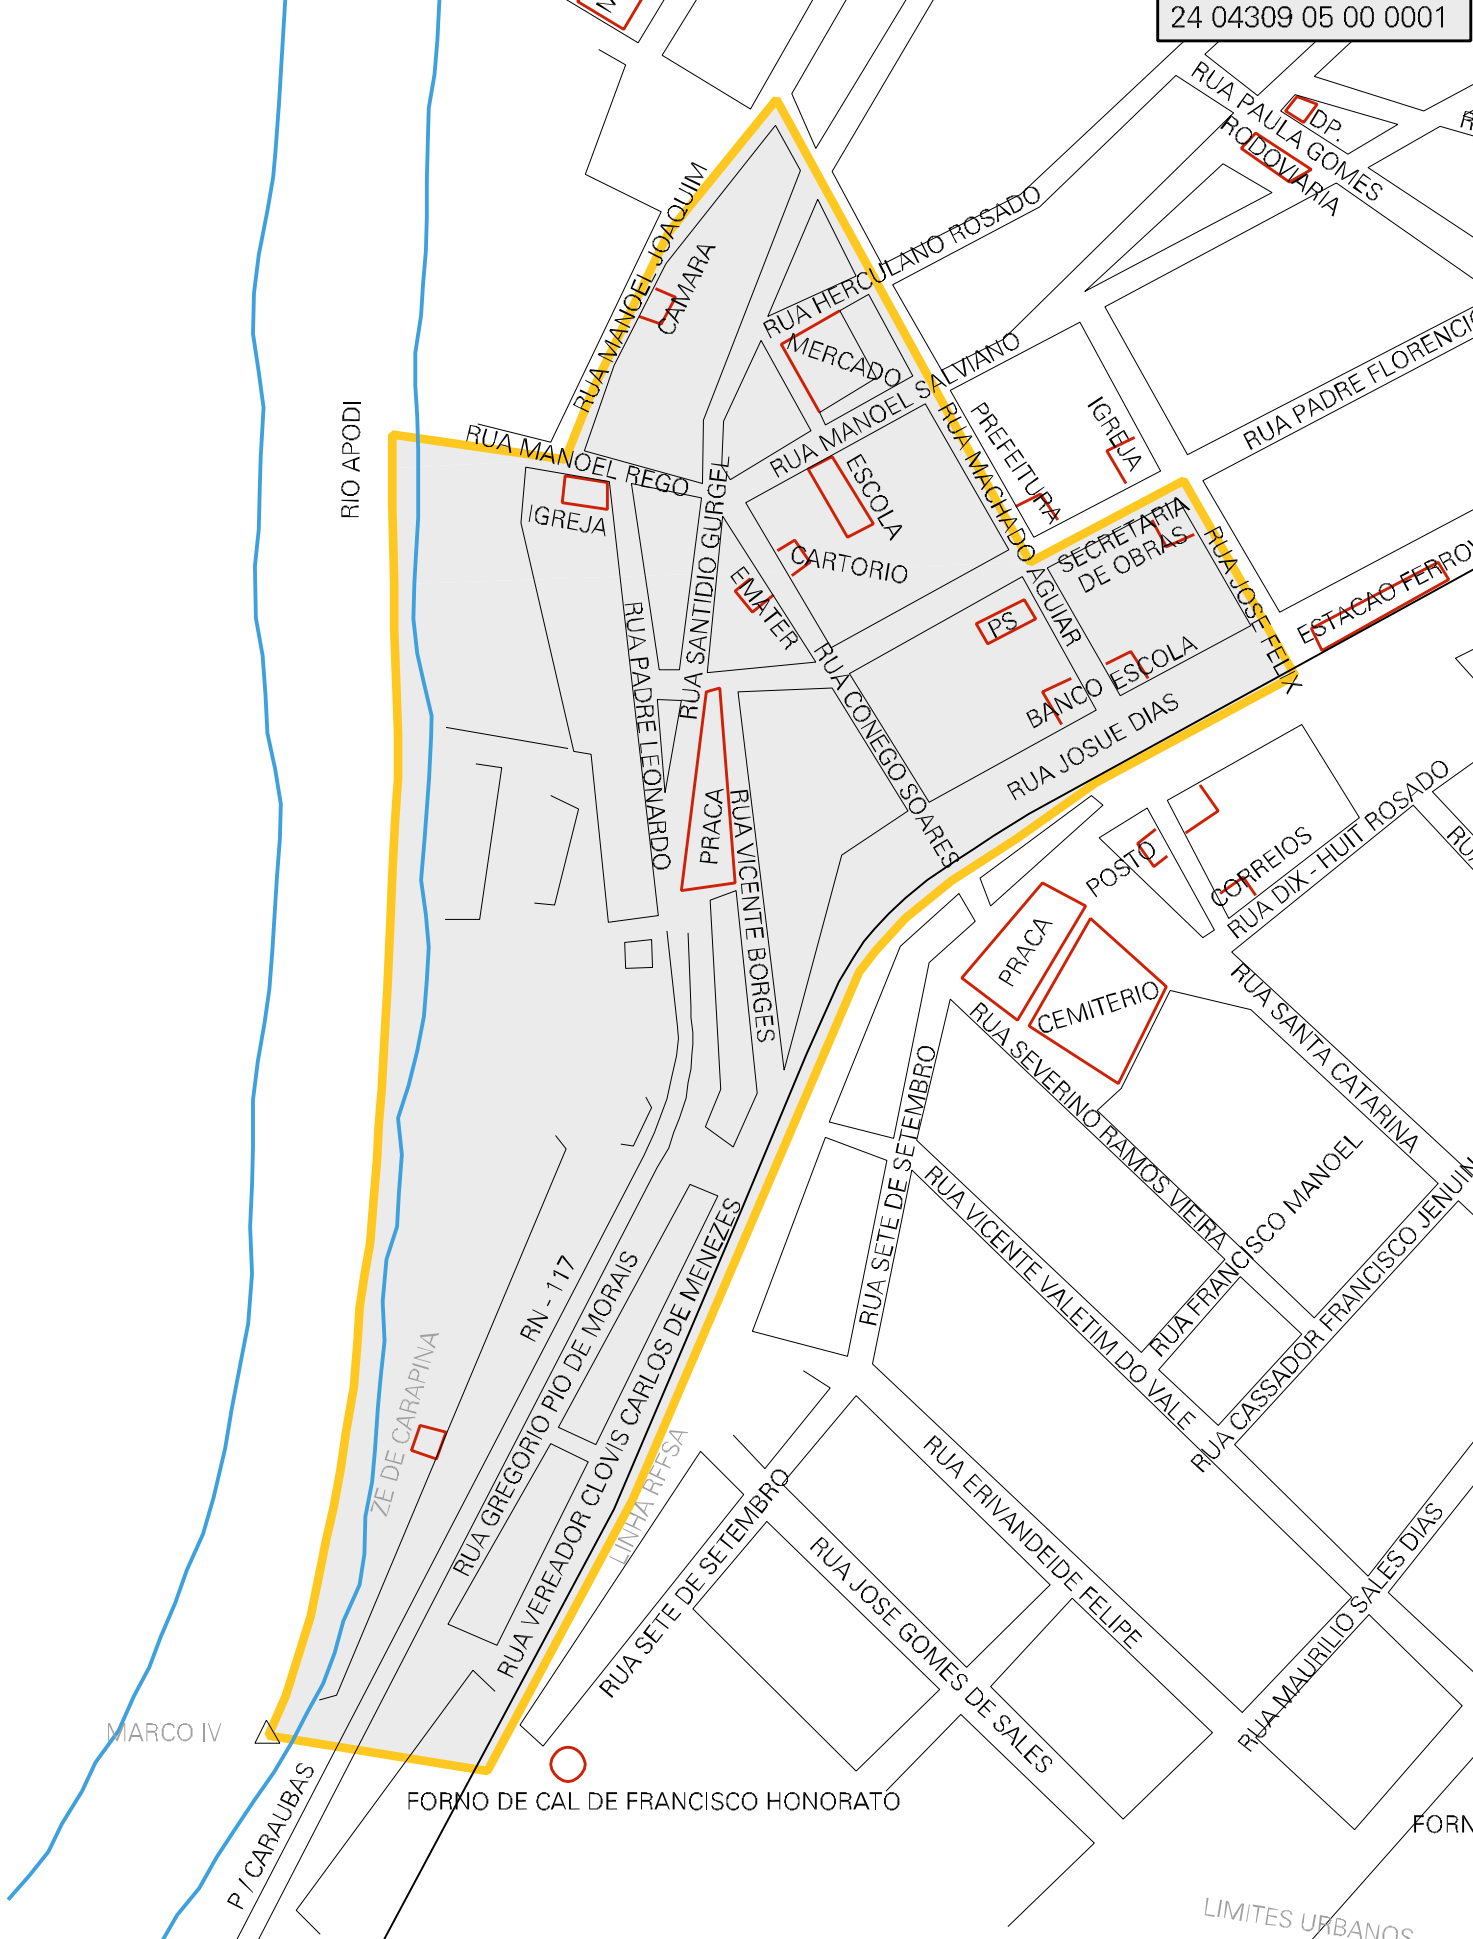 24 04309 05 00 0001
RUA PAULA GOMES
DP.
RODOVIARIA
RUA MANOEL JOAQUIM
CAMARA
RUA HERCULANO ROSADO
MERCADO
RUA MANOEL SALVIANO
RUA PADRE FLORENCIO
IGREJA
PREFEITURA
RUA MACHADO AGUIAR
RIO APODI
RUA MANOEL REGO
IGREJA
ESCOLA
CARTORIO
EMATER
RUA SANTIDIO GURGEL
RUA PADRE LEONARDO
SECRETARIA
DE OBRAS
RUA JOSE FELIX
ESTACAO FERROV
PS
BANCO
ESCOLA
RUA JOSUE DIAS
RUA CONEGO SOARES
PRACA
RUA VICENTE BORGES
POSTO
CORREIOS
RUA DIX - HUIT ROSADO
RUA
PRACA
CEMITERIO
RUA SANTA CATARINA
RUA SEVERINO RAMOS VIEIRA
RUA SETE DE SETEMBRO
RUA FRANCISCO MANOEL
RUA VICENTE VALETIM DO VALE
RUA CASSADOR FRANCISCO JENUIN
RN - 117
RUA GREGORIO PIO DE MORAIS
RUA VEREADOR CLOVIS CARLOS DE MENEZES
ZE DE CARAPINA
LINHA RFFSA
RUA SETE DE SETEMBRO
RUA ERIVANDEIDE FELIPE
RUA JOSE GOMES DE SALES
RUA MAURILIO SALES DIAS
MARCO IV
P / CARAUBAS
FORNO DE CAL DE FRANCISCO HONORATO
FORN
LIMITES URBANOS